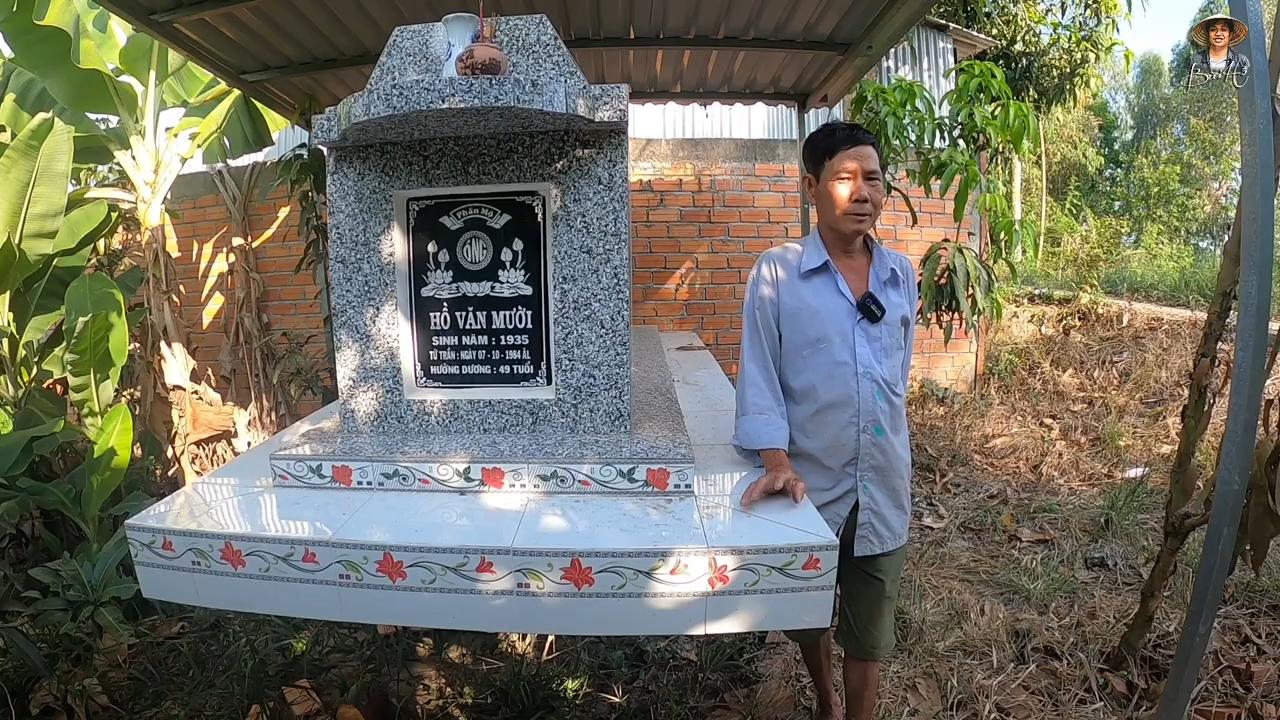 Phần Mộ
ÔNG
HỒ VĂN MƯỜI
SINH NĂM : 1935
TỪ TRẦN : NGÀY 07 - 10 - 1984 ÂL
HƯỞNG DƯƠNG : 49 TUỔI